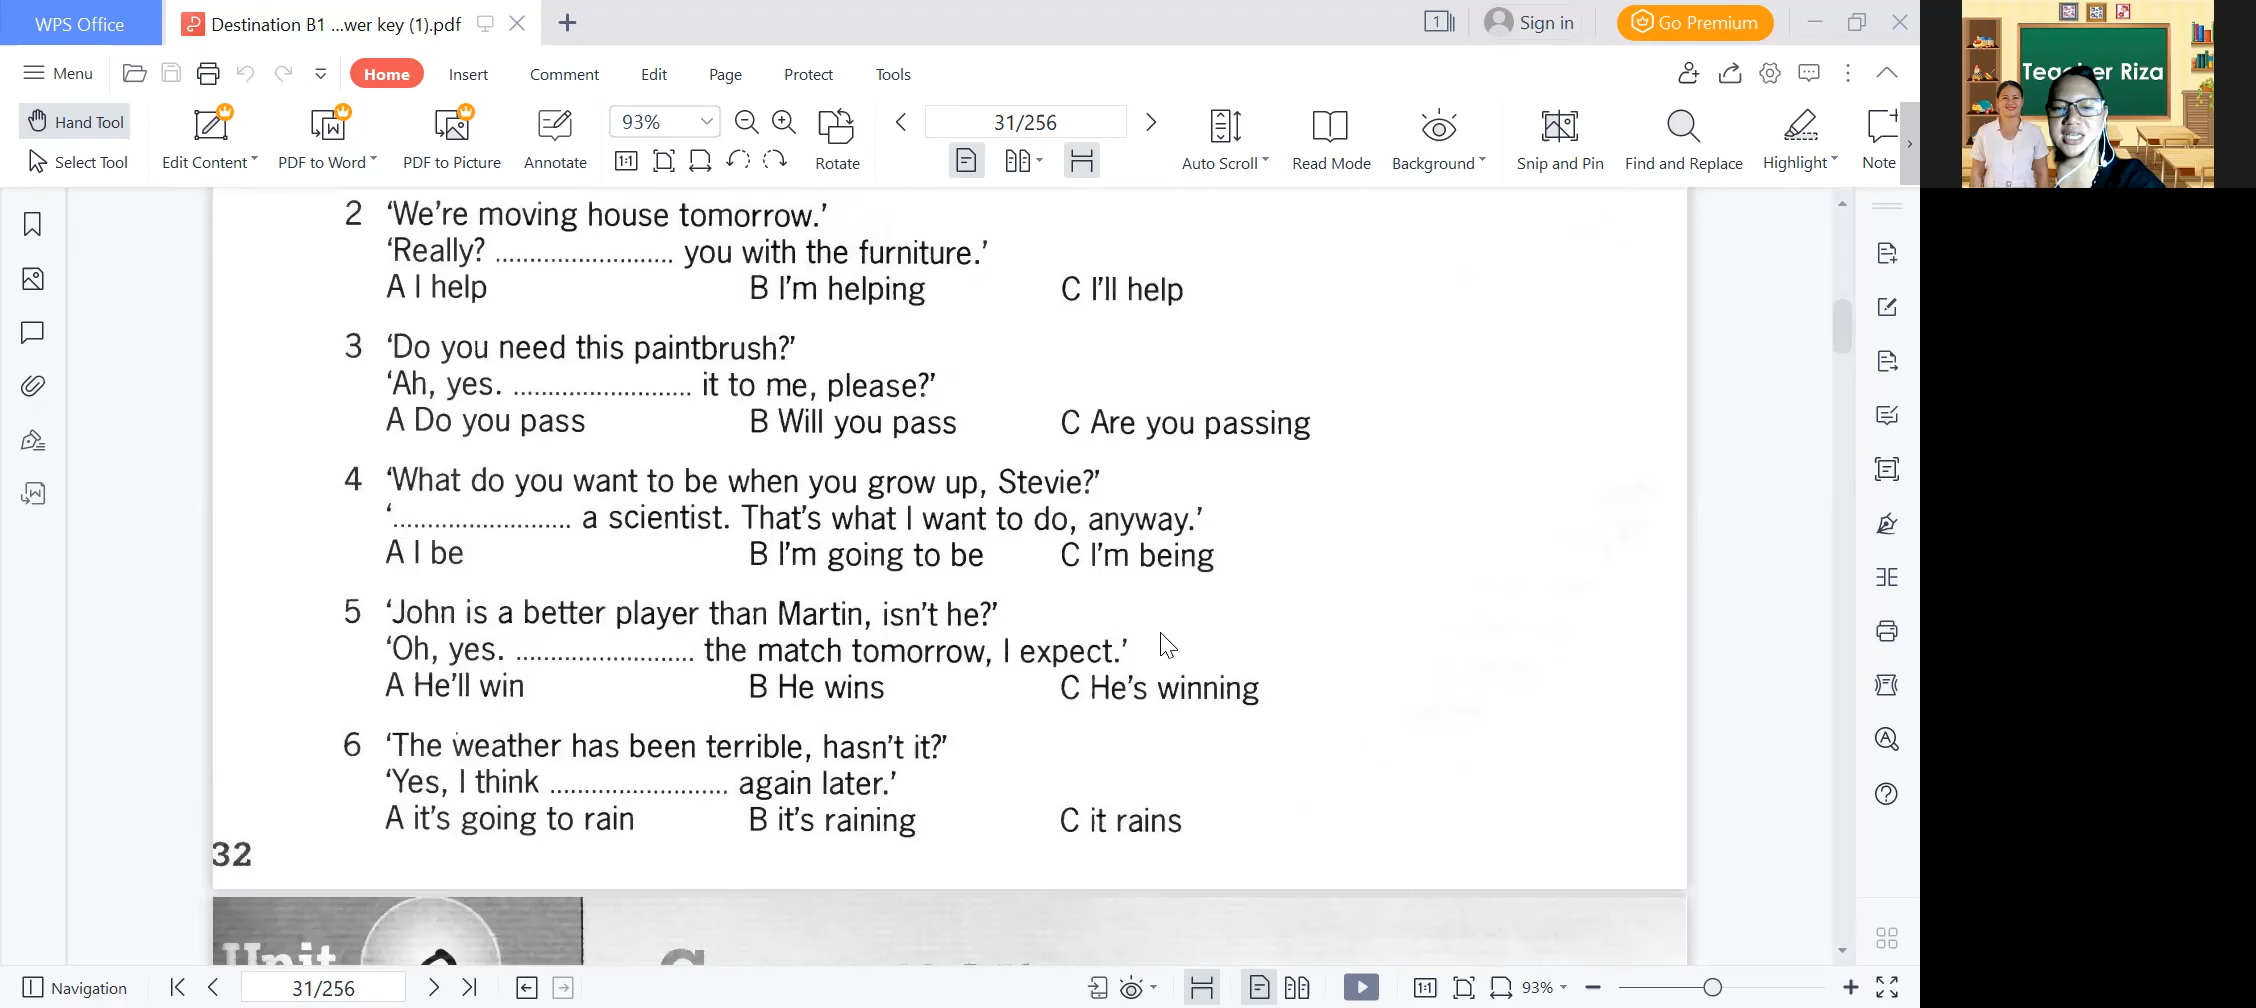 WPS Office
Destination B1 ...wer key (1).pdf
1
Sign in
Go Premium
Menu
Home
Insert
Comment
Edit
Page
Protect
Tools
Hand Tool
Select Tool
Edit Content
PDF to Word
PDF to Picture
Annotate
93%
1:1
Rotate
31/256
Auto Scroll
Read Mode
Background
Snip and Pin
Find and Replace
Highlight
Note
Teacher Riza
2 ‘We’re moving house tomorrow.’
‘Really? .......................... you with the furniture.’
A I help B I’m helping C I’ll help
3 ‘Do you need this paintbrush?’
‘Ah, yes. .......................... it to me, please?’
A Do you pass B Will you pass C Are you passing
4 ‘What do you want to be when you grow up, Stevie?’
‘.......................... a scientist. That’s what I want to do, anyway.’
A I be B I’m going to be C I’m being
5 ‘John is a better player than Martin, isn’t he?’
‘Oh, yes. .......................... the match tomorrow, I expect.’
A He’ll win B He wins C He’s winning
6 ‘The weather has been terrible, hasn’t it?’
‘Yes, I think .......................... again later.’
A it’s going to rain B it’s raining C it rains
32
Unit
Navigation
31/256
1:1
93%